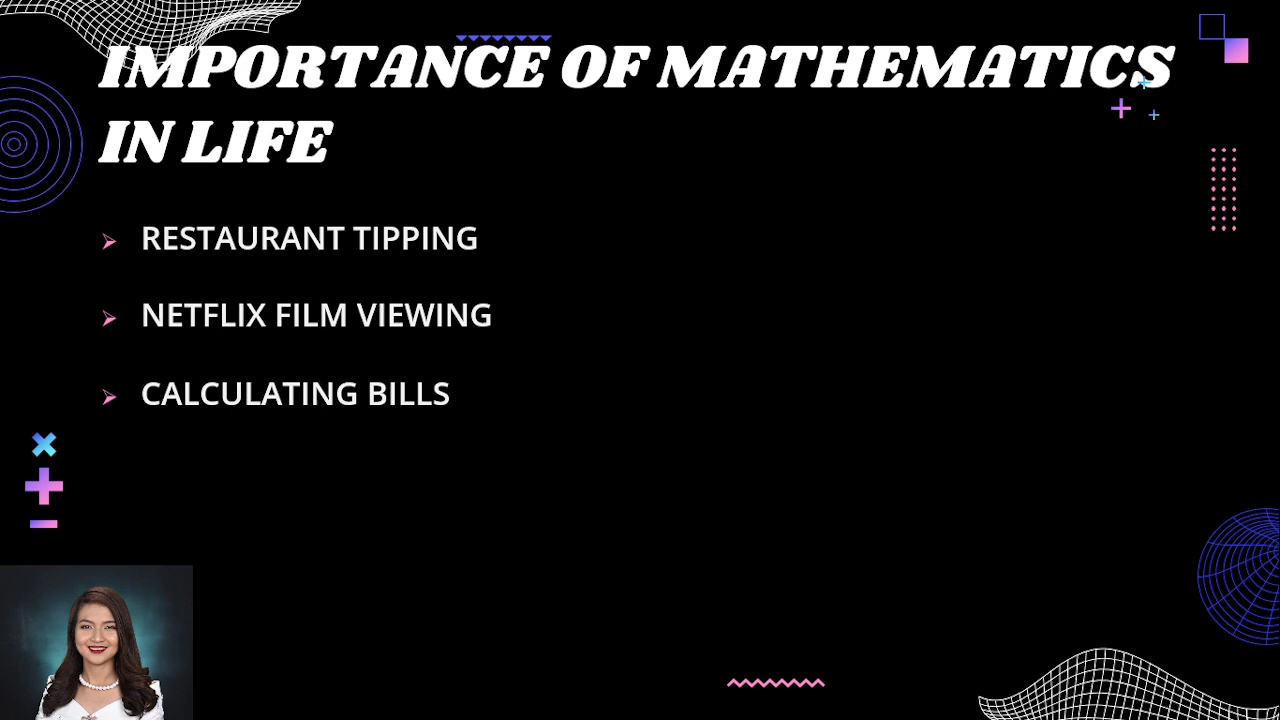 IMPORTANCE OF MATHEMATICS
IN LIFE
RESTAURANT TIPPING
NETFLIX FILM VIEWING
CALCULATING BILLS